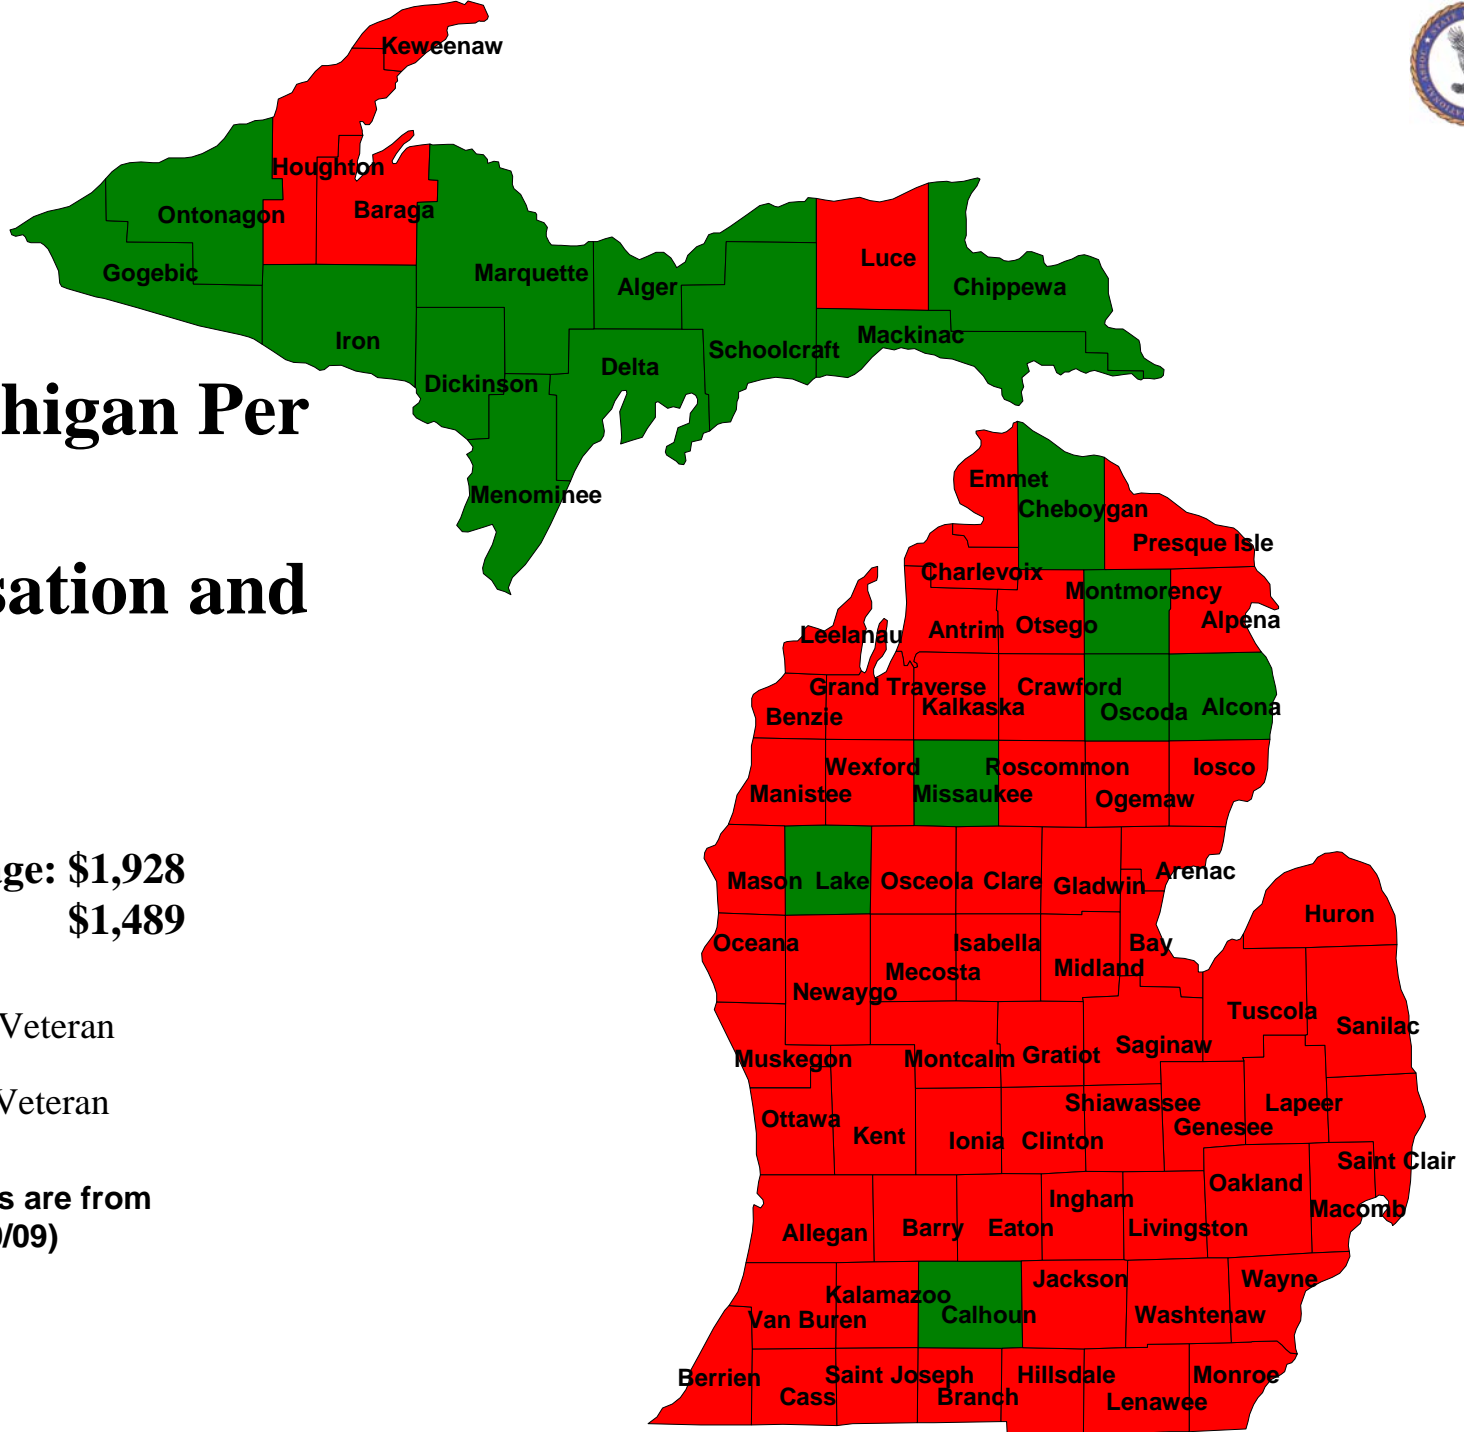 Keweenaw
Houghton
Baraga
Ontonagon
Gogebic
Marquette
Alger
Luce
Chippewa
Iron
Mackinac
Schoolcraft
Delta
Dickinson
Menominee
higan Per
sation and
ge: $1,928
$1,489
Veteran
Veteran
s are from
/09)
Emmet
Cheboygan
Presque Isle
Charlevoix
Montmorency
Alpena
Leelanau
Antrim
Otsego
Grand Traverse
Crawford
Benzie
Kalkaska
Oscoda
Alcona
Wexford
Roscommon
Iosco
Manistee
Missaukee
Ogemaw
Mason
Lake
Osceola
Clare
Gladwin
Arenac
Huron
Oceana
Isabella
Bay
Mecosta
Midland
Newaygo
Tuscola
Sanilac
Muskegon
Montcalm
Gratiot
Saginaw
Shiawassee
Lapeer
Ottawa
Kent
Ionia
Clinton
Genesee
Saint Clair
Oakland
Ingham
Macomb
Allegan
Barry
Eaton
Livingston
Jackson
Wayne
Kalamazoo
Van Buren
Calhoun
Washtenaw
Berrien
Saint Joseph
Hillsdale
Monroe
Cass
Branch
Lenawee